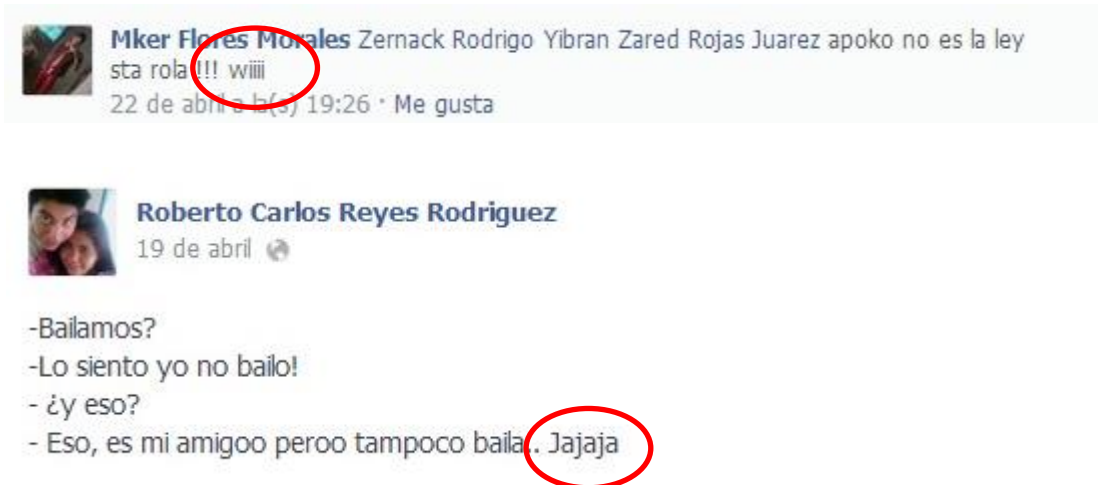 Mker Flores Morales Zernack Rodrigo Yibran Zared Rojas Juarez apoko no es la ley
sta rola !!! wiiii
22 de abril a la(s) 19:26 · Me gusta
Roberto Carlos Reyes Rodriguez
19 de abril
-Bailamos?
-Lo siento yo no bailo!
- ¿y eso?
- Eso, es mi amigoo peroo tampoco baila.. Jajaja